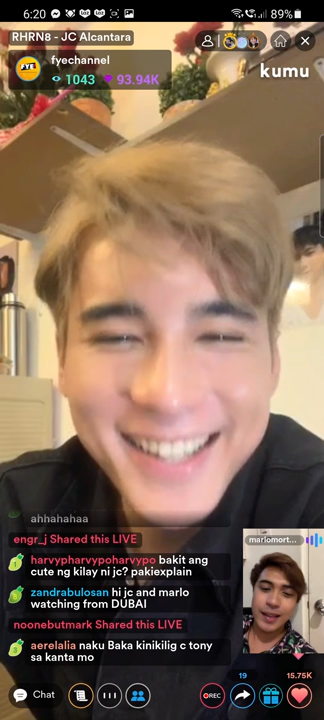 6:20
89%
RHRN8 - JC Alcantara
FYE
fyechannel
1043 93.94K
kumu
ahhahahaa
engr_j Shared this LIVE
harvypharvypoharvypo bakit ang
cute ng kilay ni jc? pakiexplain
zandrabulosan hi jc and marlo
watching from DUBAI
noonebutmark Shared this LIVE
aerelalia naku Baka kinikilig c tony
sa kanta mo
marlomort...
Chat
REC
19
15.75K